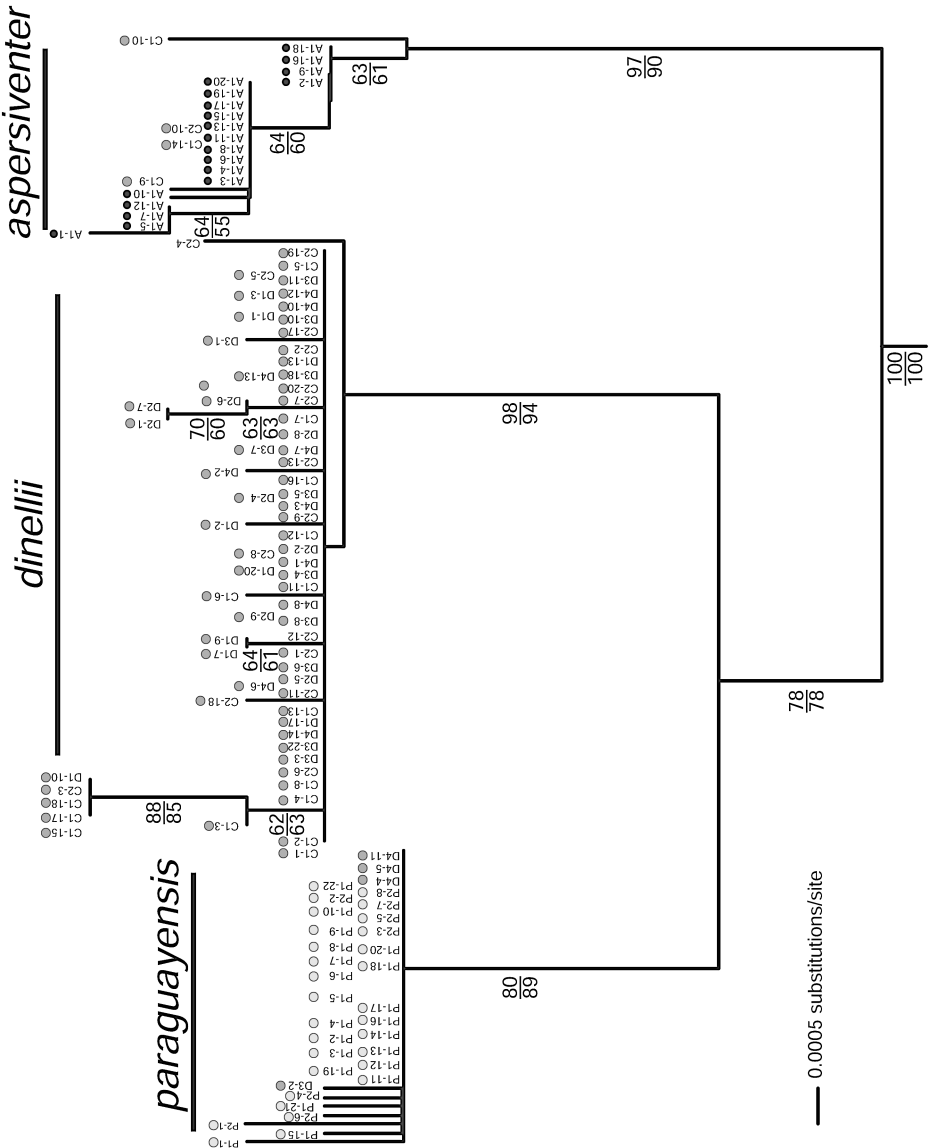 aspersiventer
C1-10
A1-18
A1-16
A1-9
A1-2
63
61
97
90
A1-20
A1-19
A1-17
A1-15
A1-13
C2-10
A1-11
C1-14
A1-8
A1-6
A1-4
A1-3
64
60
C1-9
A1-10
A1-12
A1-7
A1-5
A1-1
64
55
dinellii
C2-4
C2-19
C1-5
C2-5
D3-11
D4-12
D1-3
D4-10
D1-1
D3-10
C2-17
D3-1
C2-2
D1-13
D3-18
D4-13
C2-20
C2-7
D2-6
D2-7
D2-1
70
60
63
63
C1-7
D2-8
D4-7
D3-7
C2-13
D4-2
C1-16
D3-5
D2-4
D4-3
C2-9
D1-2
C1-12
D2-2
C2-8
D4-1
D1-20
D3-4
C1-11
C1-6
D4-8
D2-9
D3-8
C2-12
D1-9
D1-7
64
61
C2-1
D3-6
D2-5
D4-6
C2-11
C2-18
C1-13
D1-17
D4-14
D3-22
D3-3
C2-6
C1-8
C1-4
D1-10
C2-3
C1-18
C1-17
C1-15
88
85
C1-3
62
63
C1-2
C1-1
98
94
100
100
78
78
paraguayensis
D4-11
D4-5
D4-4
P2-8
P2-7
P2-5
P2-3
P1-20
P1-18
P1-22
P2-2
P1-10
P1-9
P1-8
P1-7
P1-6
P1-5
P1-4
P1-2
P1-3
P1-19
P1-17
P1-16
P1-14
P1-13
P1-12
P1-11
D3-2
P2-4
P1-21
P2-6
P2-1
P1-15
P1-1
80
89
0.0005 substitutions/site